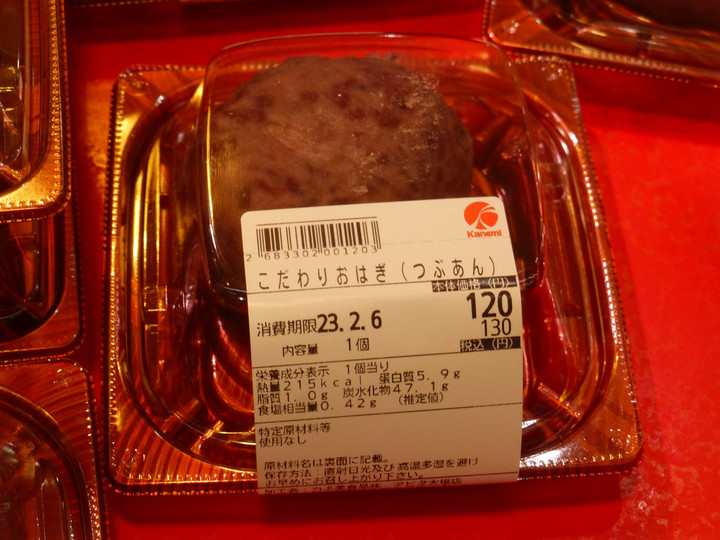 Kanemi
2 683302 001203
こだわりおはぎ(つぶあん)
本体価格(円)
120
消費期限23.2.6
130
内容量 1個
税込(円)
栄養成分表示 1個当り
熱量215kcal 蛋白質5.9g
脂質1.0g 炭水化物47.1g
食塩相当量0.42g (推定値)
特定原材料等
使用なし
原材料名は裏面に記載。
保存方法:直射日光及び高温多湿を避け
お早めにお召し上がり下さい。